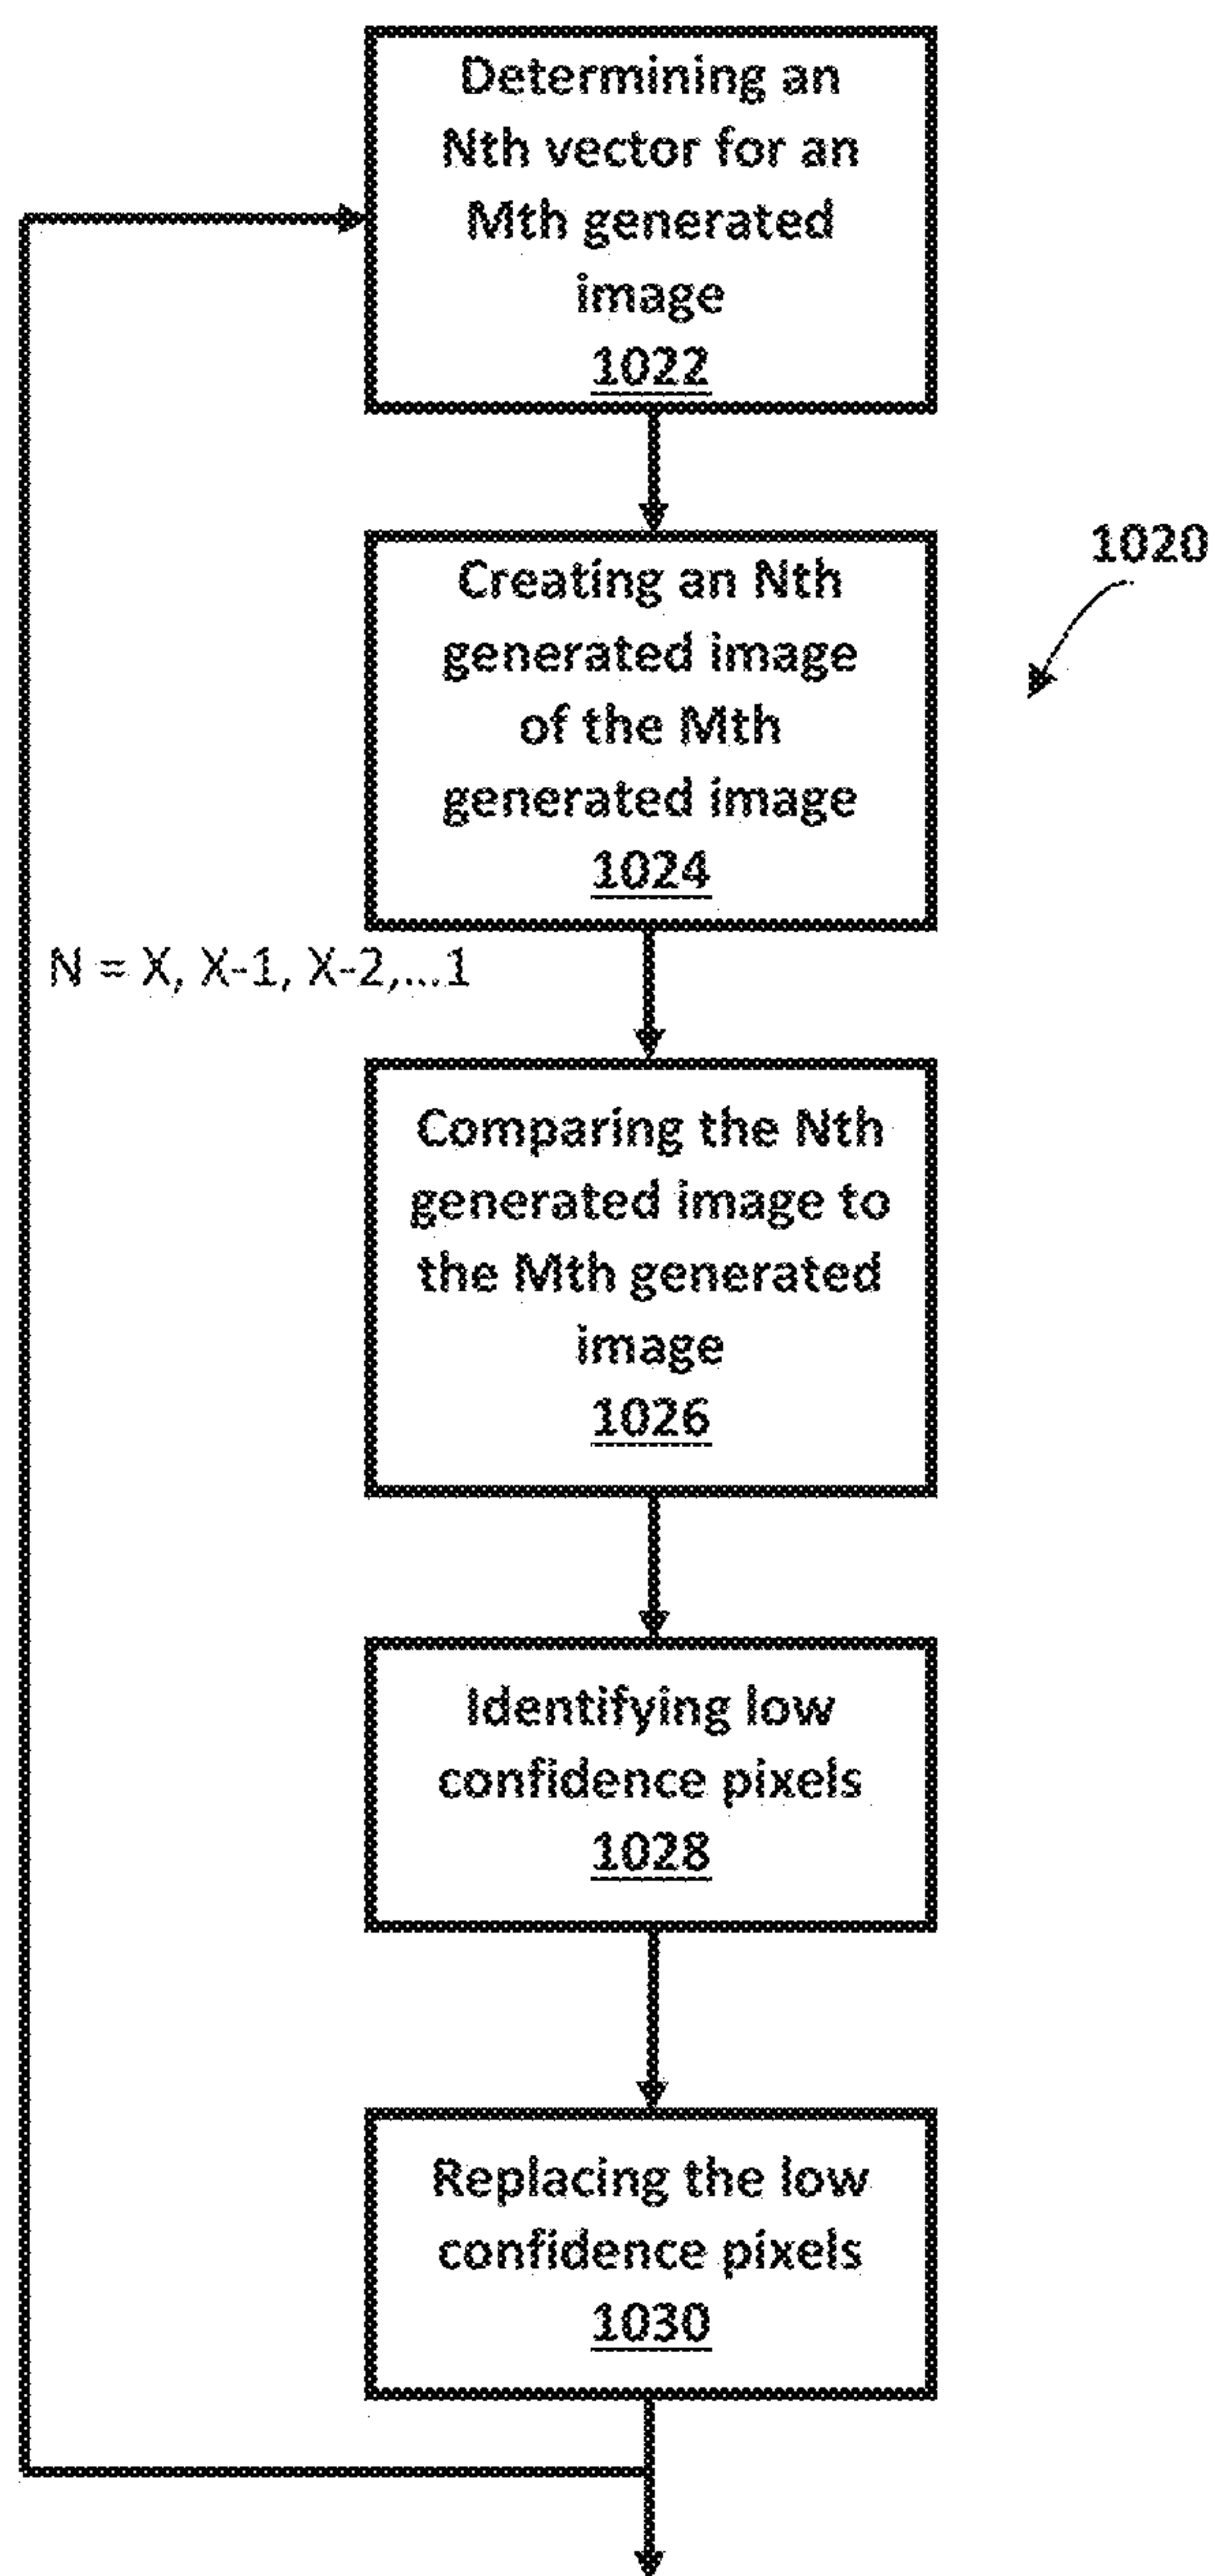 Determining an
Nth vector for an
Mth generated
image
1022
Creating an Nth
generated image
of the Mth
generated image
1024
1020
N = X, X-1, X-2,...1
Comparing the Nth
generated image to
the Mth generated
image
1026
Identifying low
confidence pixels
1028
Replacing the low
confidence pixels
1030